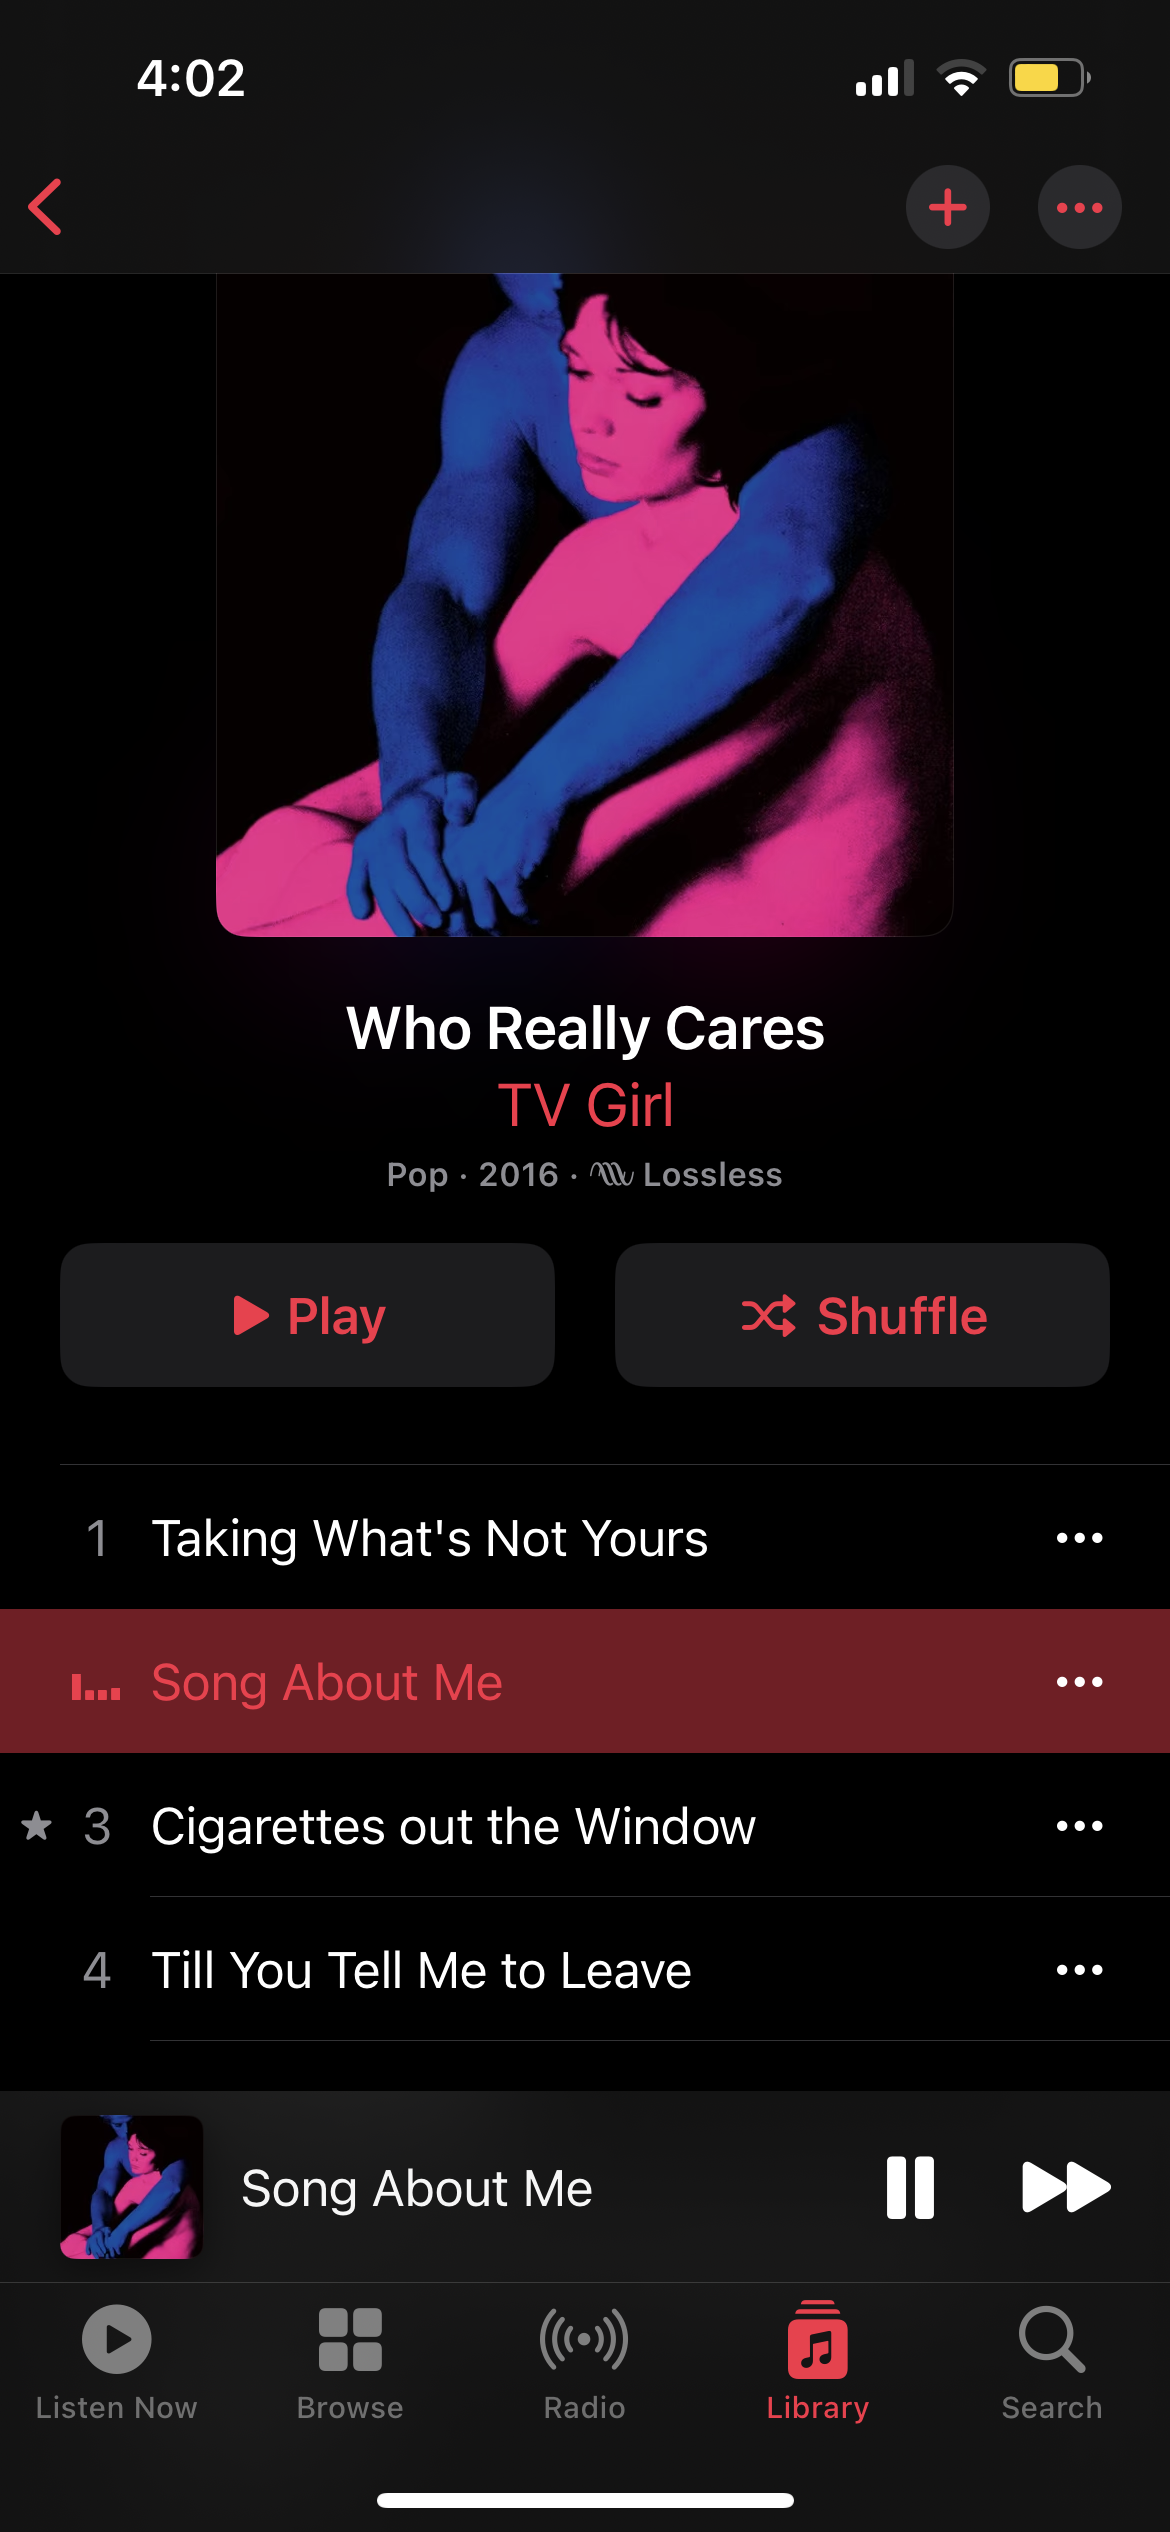 4:02
Who Really Cares
TV Girl
Pop · 2016 · Lossless
Play
Shuffle
1 Taking What's Not Yours
Song About Me
3 Cigarettes out the Window
4 Till You Tell Me to Leave
Song About Me
Listen Now
Browse
Radio
Library
Search